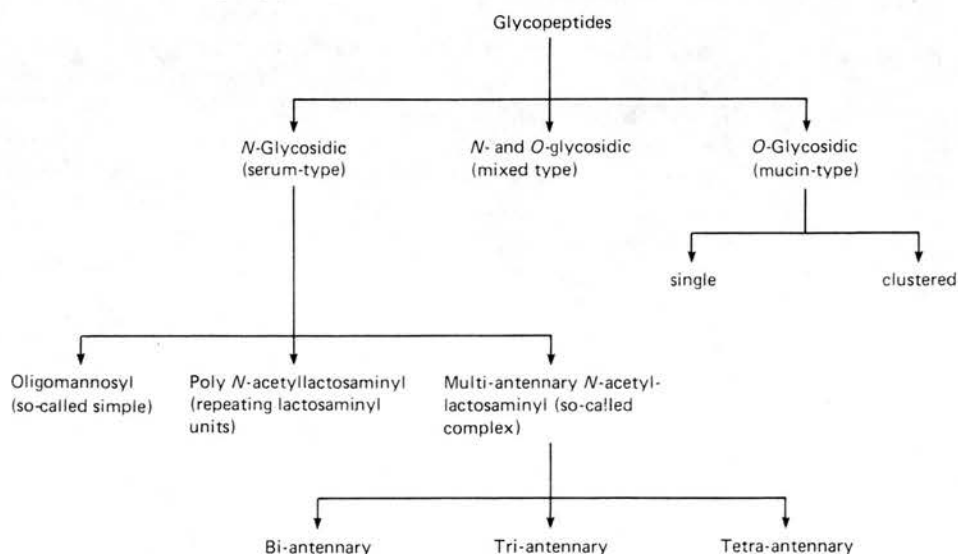 Glycopeptides
N-Glycosidic
(serum-type)
N- and O-glycosidic
(mixed type)
O-Glycosidic
(mucin-type)
single
clustered
Oligomannosyl
(so-called simple)
Poly N-acetyllactosaminyl
(repeating lactosaminyl
units)
Multi-antennary N-acetyl-
lactosaminyl (so-called
complex)
Bi-antennary
Tri-antennary
Tetra-antennary